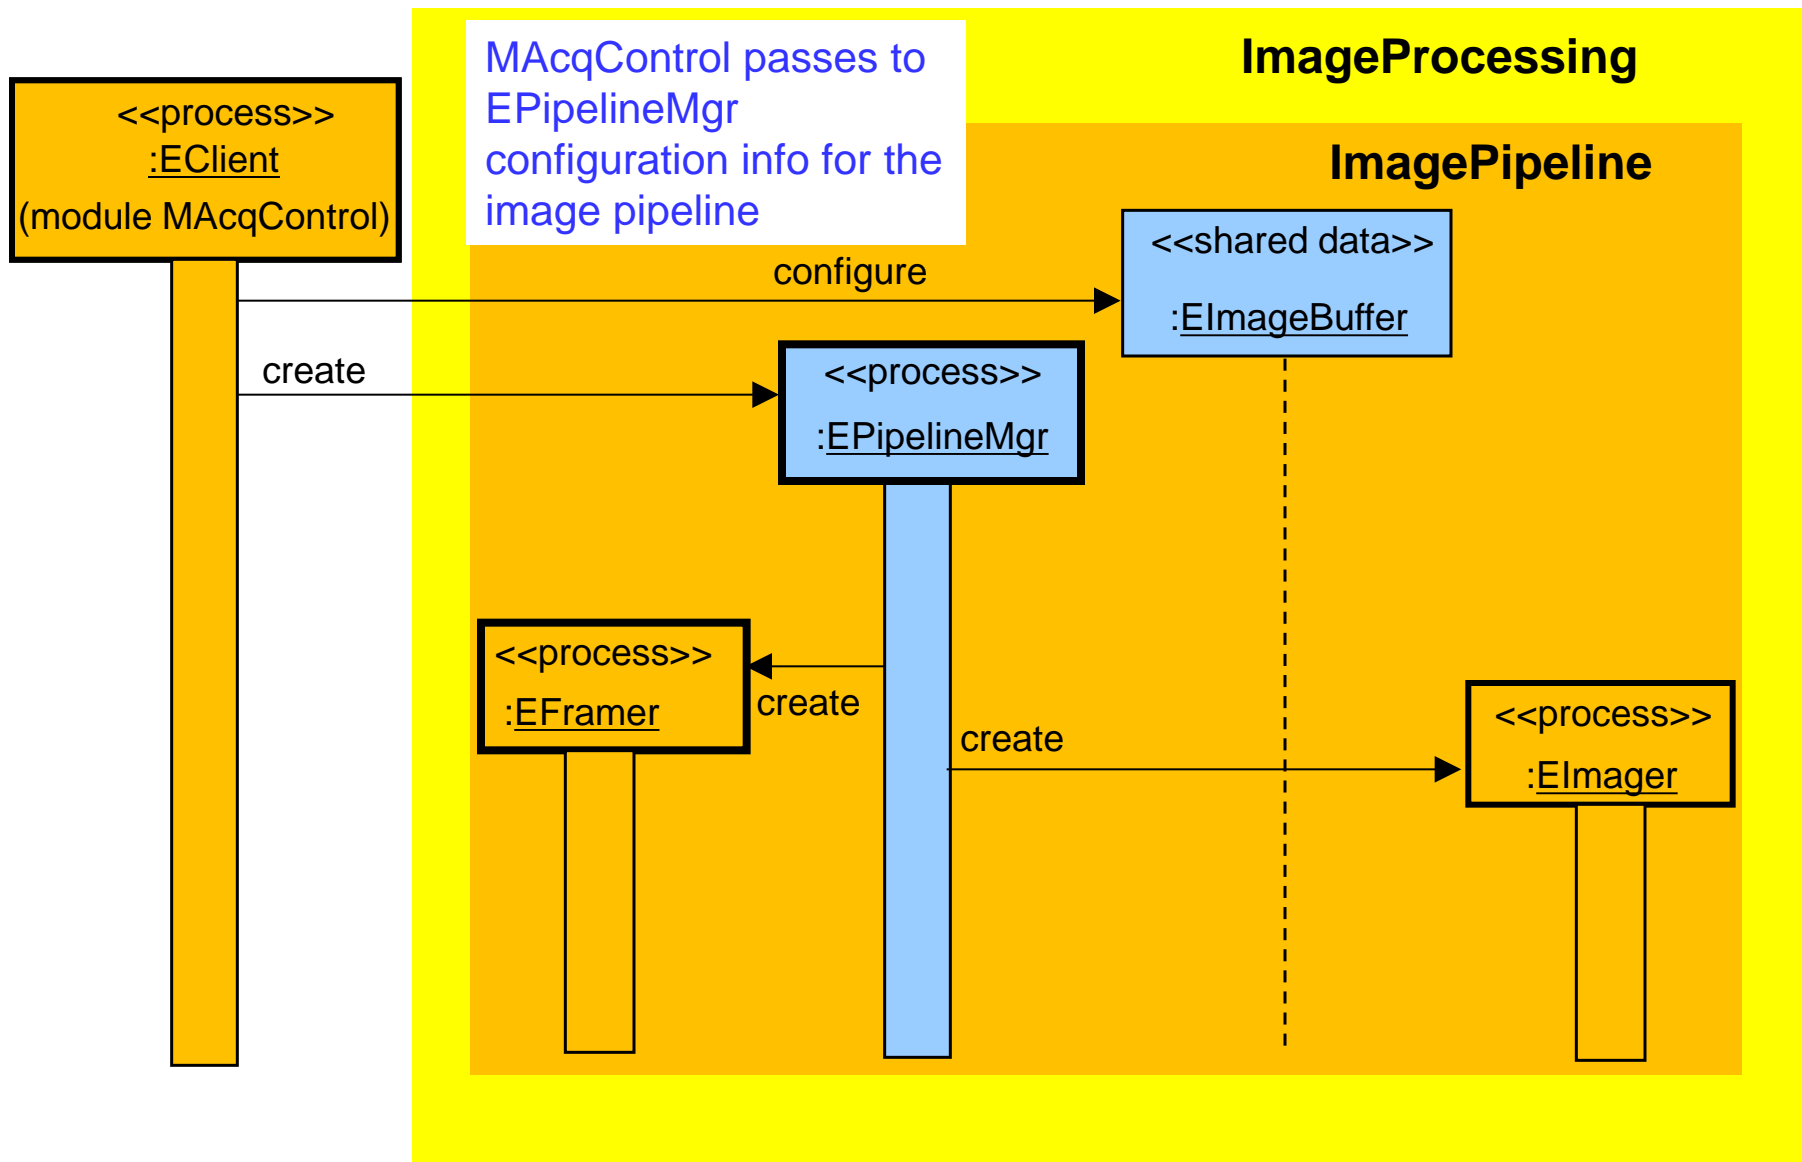 MAcqControl passes to
EPipelineMgr
configuration info for the
image pipeline
ImageProcessing
ImagePipeline
<<process>>
:EClient
(module MAcqControl)
<<shared data>>
:EImageBuffer
configure
create
<<process>>
:EPipelineMgr
<<process>>
:EFramer
create
create
<<process>>
:EImager